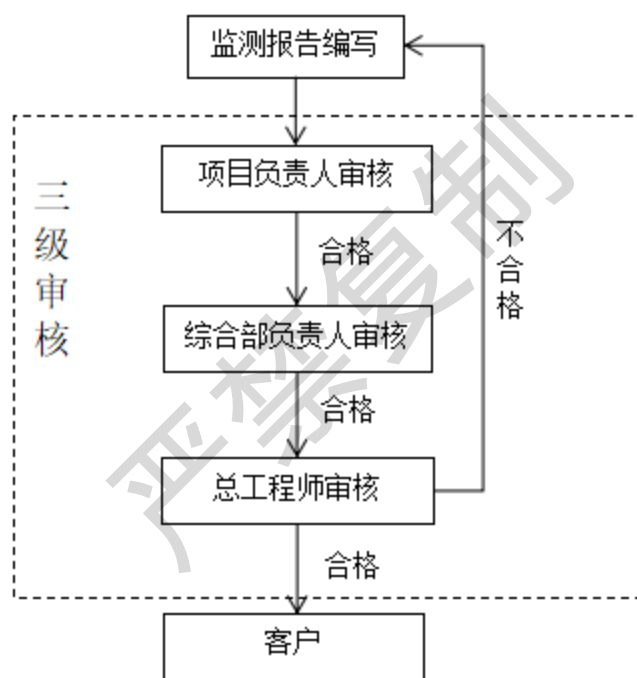 监测报告编写
三级审核
项目负责人审核
合格
不合格
综合部负责人审核
合格
总工程师审核
合格
客户
严禁复制